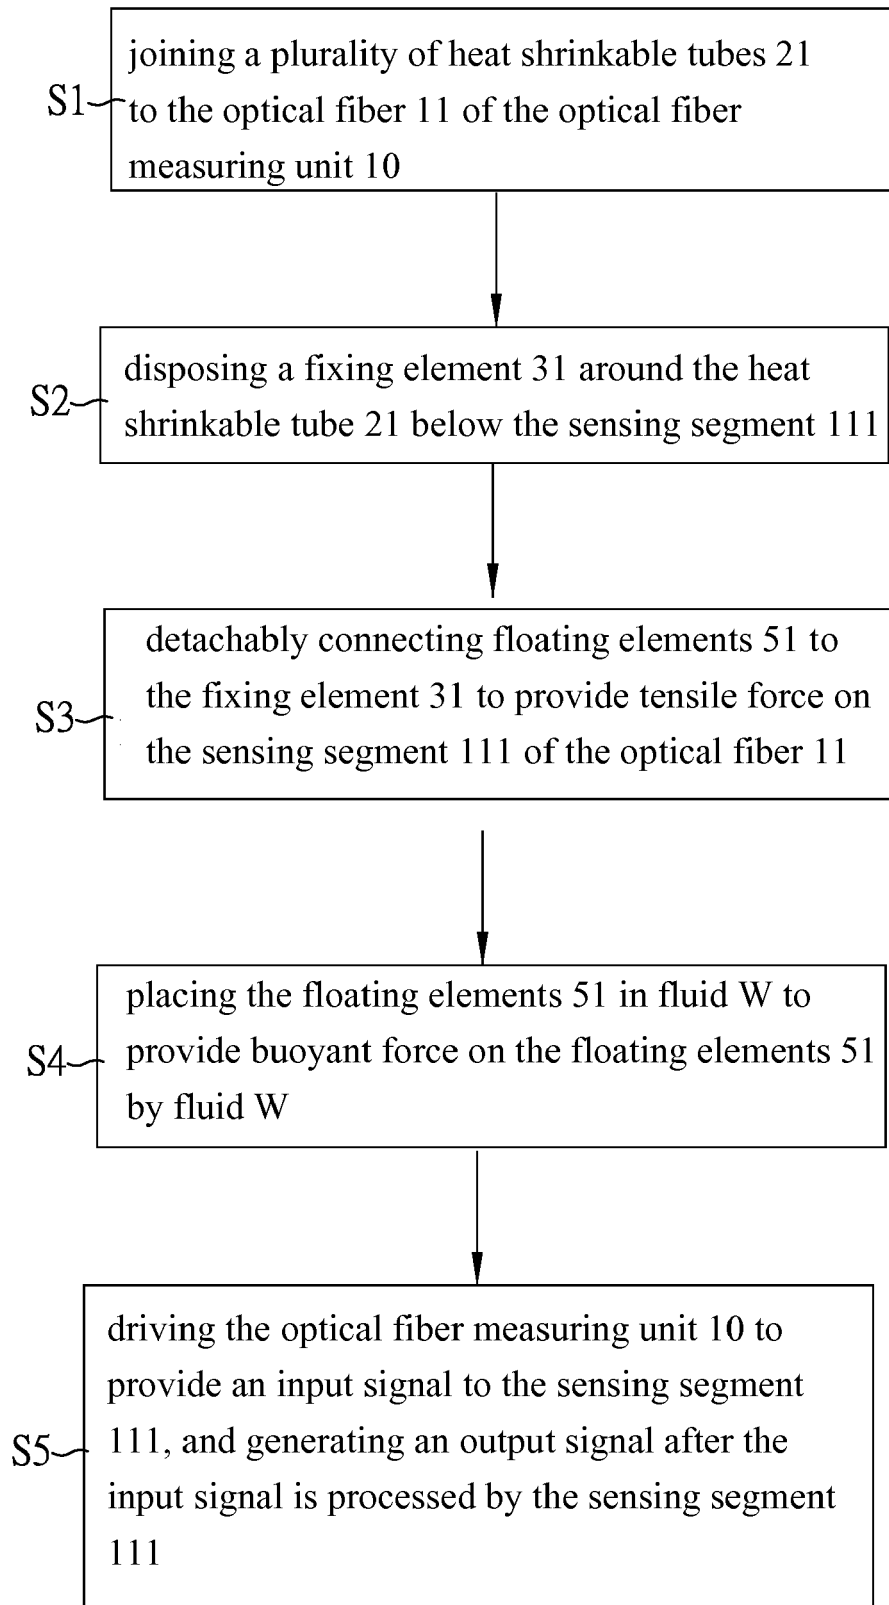 joining a plurality of heat shrinkable tubes 21
S1
to the optical fiber 11 of the optical fiber
measuring unit 10
disposing a fixing element 31 around the heat
S2
shrinkable tube 21 below the sensing segment 111
detachably connecting floating elements 51 to
the fixing element 31 to provide tensile force on
S3
the sensing segment 111 of the optical fiber 11
placing the floating elements 51 in fluid W to
provide buoyant force on the floating elements 51
S4
by fluid W
driving the optical fiber measuring unit 10 to
provide an input signal to the sensing segment
111, and generating an output signal after the
S5
input signal is processed by the sensing segment
111